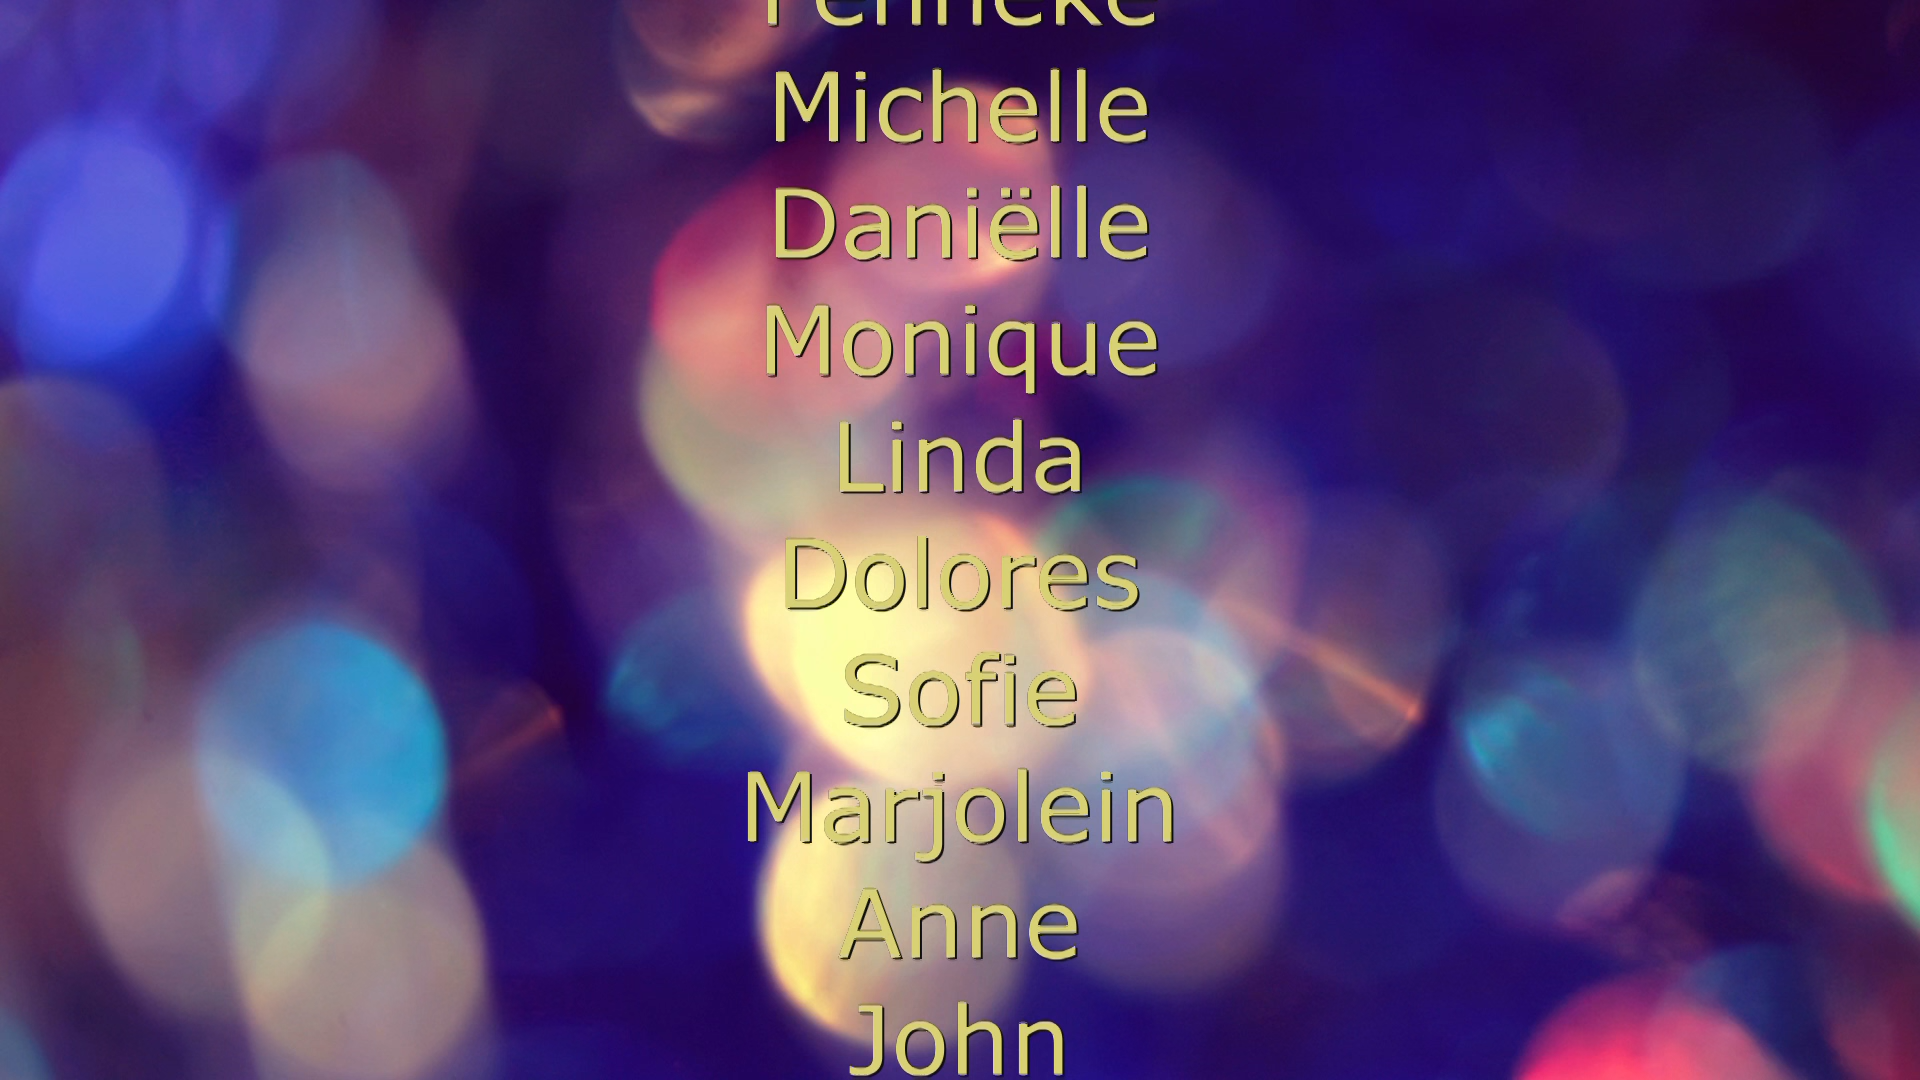 Michelle
Daniëlle
Monique
Linda
Dolores
Sofie
Marjolein
Anne
John